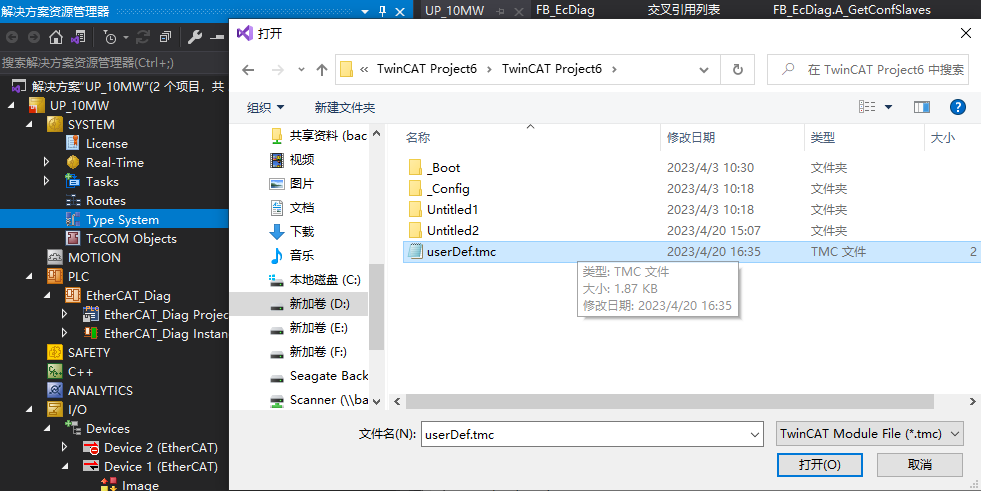 解决方案资源管理器
UP_10MW
FB_EcDiag
交叉引用列表
FB_EcDiag.A_GetConfSlaves
搜索解决方案资源管理器(Ctrl+;)
解决方案"UP_10MW"(2 个项目，共
UP_10MW
SYSTEM
License
Real-Time
Tasks
Routes
Type System
TcCOM Objects
MOTION
PLC
EtherCAT_Diag
EtherCAT_Diag Projec
EtherCAT_Diag Instan
SAFETY
C++
ANALYTICS
I/O
Devices
Device 2 (EtherCAT)
Device 1 (EtherCAT)
Image
打开
« TwinCAT Project6 › TwinCAT Project6 ›
在 TwinCAT Project6 中搜索
组织
新建文件夹
共享资料 (bac
视频
图片
文档
下载
音乐
本地磁盘 (C:)
新加卷 (D:)
新加卷 (E:)
新加卷 (F:)
Seagate Back
Scanner (\\ba
名称 修改日期 类型 大小
_Boot 2023/4/3 10:30 文件夹
_Config 2023/4/3 10:18 文件夹
Untitled1 2023/4/3 10:18 文件夹
Untitled2 2023/4/20 15:07 文件夹
userDef.tmc 2023/4/20 16:35 TMC 文件 2
类型: TMC 文件
大小: 1.87 KB
修改日期: 2023/4/20 16:35
文件名(N): userDef.tmc
TwinCAT Module File (*.tmc)
打开(O)
取消